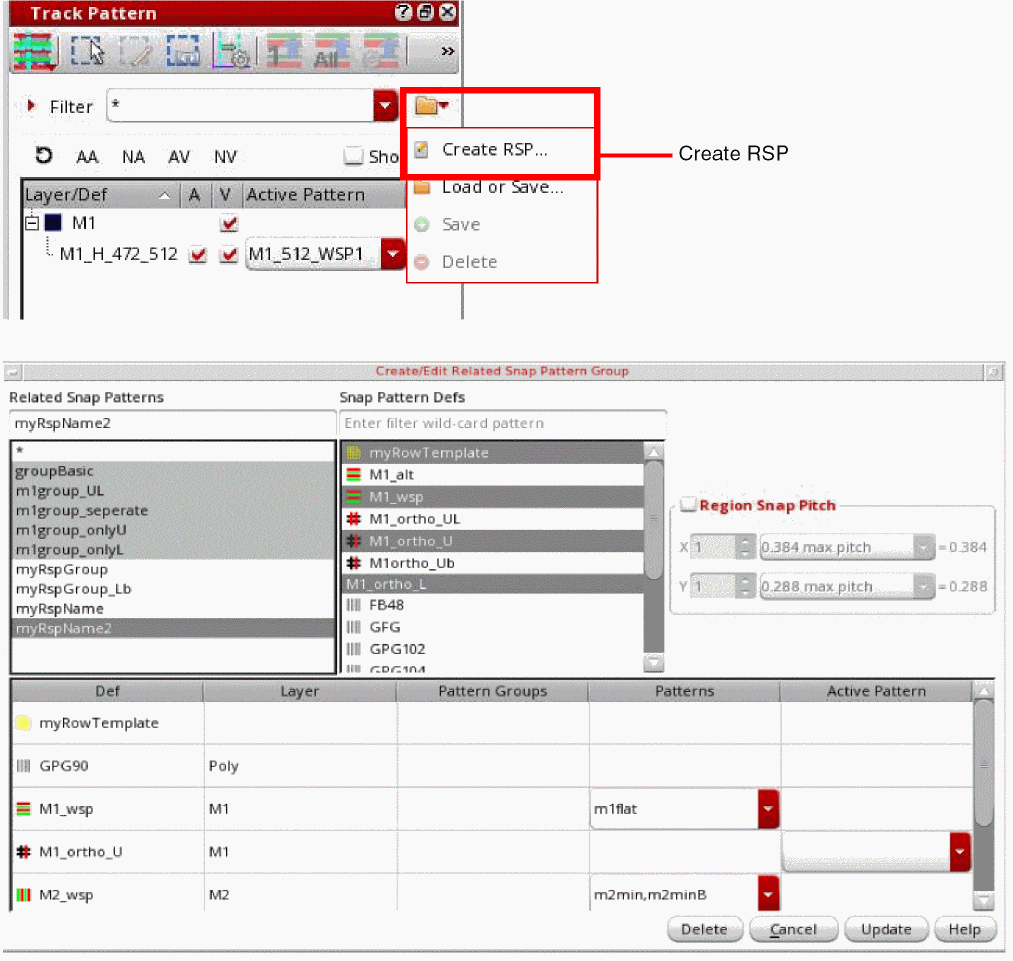 Track Pattern
1 All »
Filter *
Create RSP...
Create RSP
AA NA AV NV Sho
Load or Save...
Layer/Def A V Active Pattern
M1
Save
M1_H_472_512 M1_512_WSP1
Delete
Create/Edit Related Snap Pattern Group
Related Snap Patterns
myRspName2
*
groupBasic
m1group_UL
m1group_seperate
m1group_onlyU
m1group_onlyL
myRspGroup
myRspGroup_Lb
myRspName
myRspName2
Snap Pattern Defs
Enter filter wild-card pattern
myRowTemplate
M1_alt
M1_wsp
M1_ortho_UL
M1_ortho_U
M1ortho_Ub
M1_ortho_L
FB48
GFG
GPG102
GPG104
Region Snap Pitch
X 1 0.384 max pitch = 0.384
Y 1 0.288 max pitch = 0.288
Def Layer Pattern Groups Patterns Active Pattern
myRowTemplate
GPG90 Poly
M1_wsp M1 m1flat
M1_ortho_U M1
M2_wsp M2 m2min,m2minB
Delete Cancel Update Help